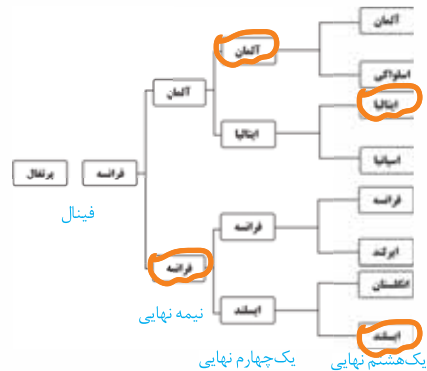 آلمان
آلمان
اسلواکی
آلمان
ایتالیا
ایتالیا
اسپانیا
پرتغال
فرانسه
فرانسه
فینال
فرانسه
ایرلند
فرانسه
انگلستان
نیمه نهایی
ایسلند
ایسلند
یک‌چهارم نهایی
یک‌هشتم نهایی